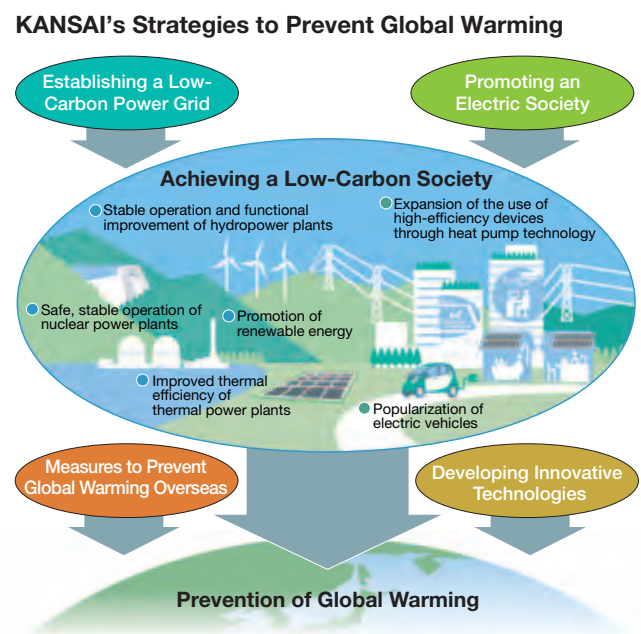 KANSAI's Strategies to Prevent Global Warming
Establishing a Low-
Carbon Power Grid
Promoting an
Electric Society
Achieving a Low-Carbon Society
Stable operation and functional
improvement of hydropower plants
Expansion of the use of
high-efficiency devices
through heat pump technology
Safe, stable operation of
nuclear power plants
Promotion of
renewable energy
Improved thermal
efficiency of
thermal power plants
Popularization of
electric vehicles
Measures to Prevent
Global Warming Overseas
Developing Innovative
Technologies
Prevention of Global Warming